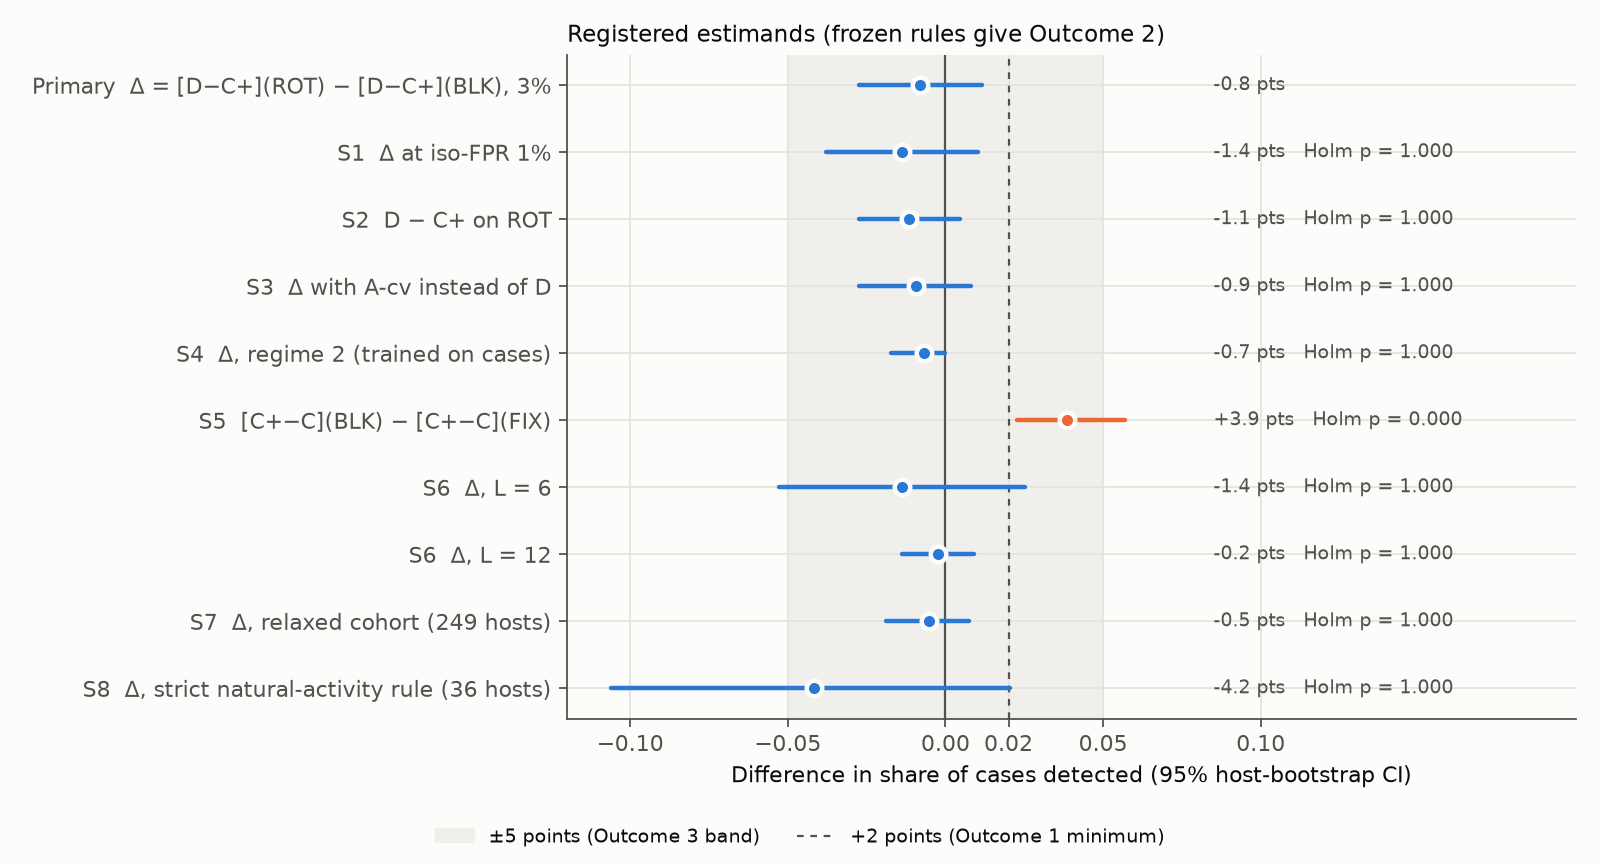 Registered estimands (frozen rules give Outcome 2)
Primary  Δ = [D−C+](ROT) − [D−C+](BLK), 3%  -0.8 pts
S1  Δ at iso-FPR 1%  -1.4 pts  Holm p = 1.000
S2  D − C+ on ROT  -1.1 pts  Holm p = 1.000
S3  Δ with A-cv instead of D  -0.9 pts  Holm p = 1.000
S4  Δ, regime 2 (trained on cases)  -0.7 pts  Holm p = 1.000
S5  [C+−C](BLK) − [C+−C](FIX)  +3.9 pts  Holm p = 0.000
S6  Δ, L = 6  -1.4 pts  Holm p = 1.000
S6  Δ, L = 12  -0.2 pts  Holm p = 1.000
S7  Δ, relaxed cohort (249 hosts)  -0.5 pts  Holm p = 1.000
S8  Δ, strict natural-activity rule (36 hosts)  -4.2 pts  Holm p = 1.000
−0.10 −0.05 0.00 0.02 0.05 0.10
Difference in share of cases detected (95% host-bootstrap CI)
±5 points (Outcome 3 band)  +2 points (Outcome 1 minimum)